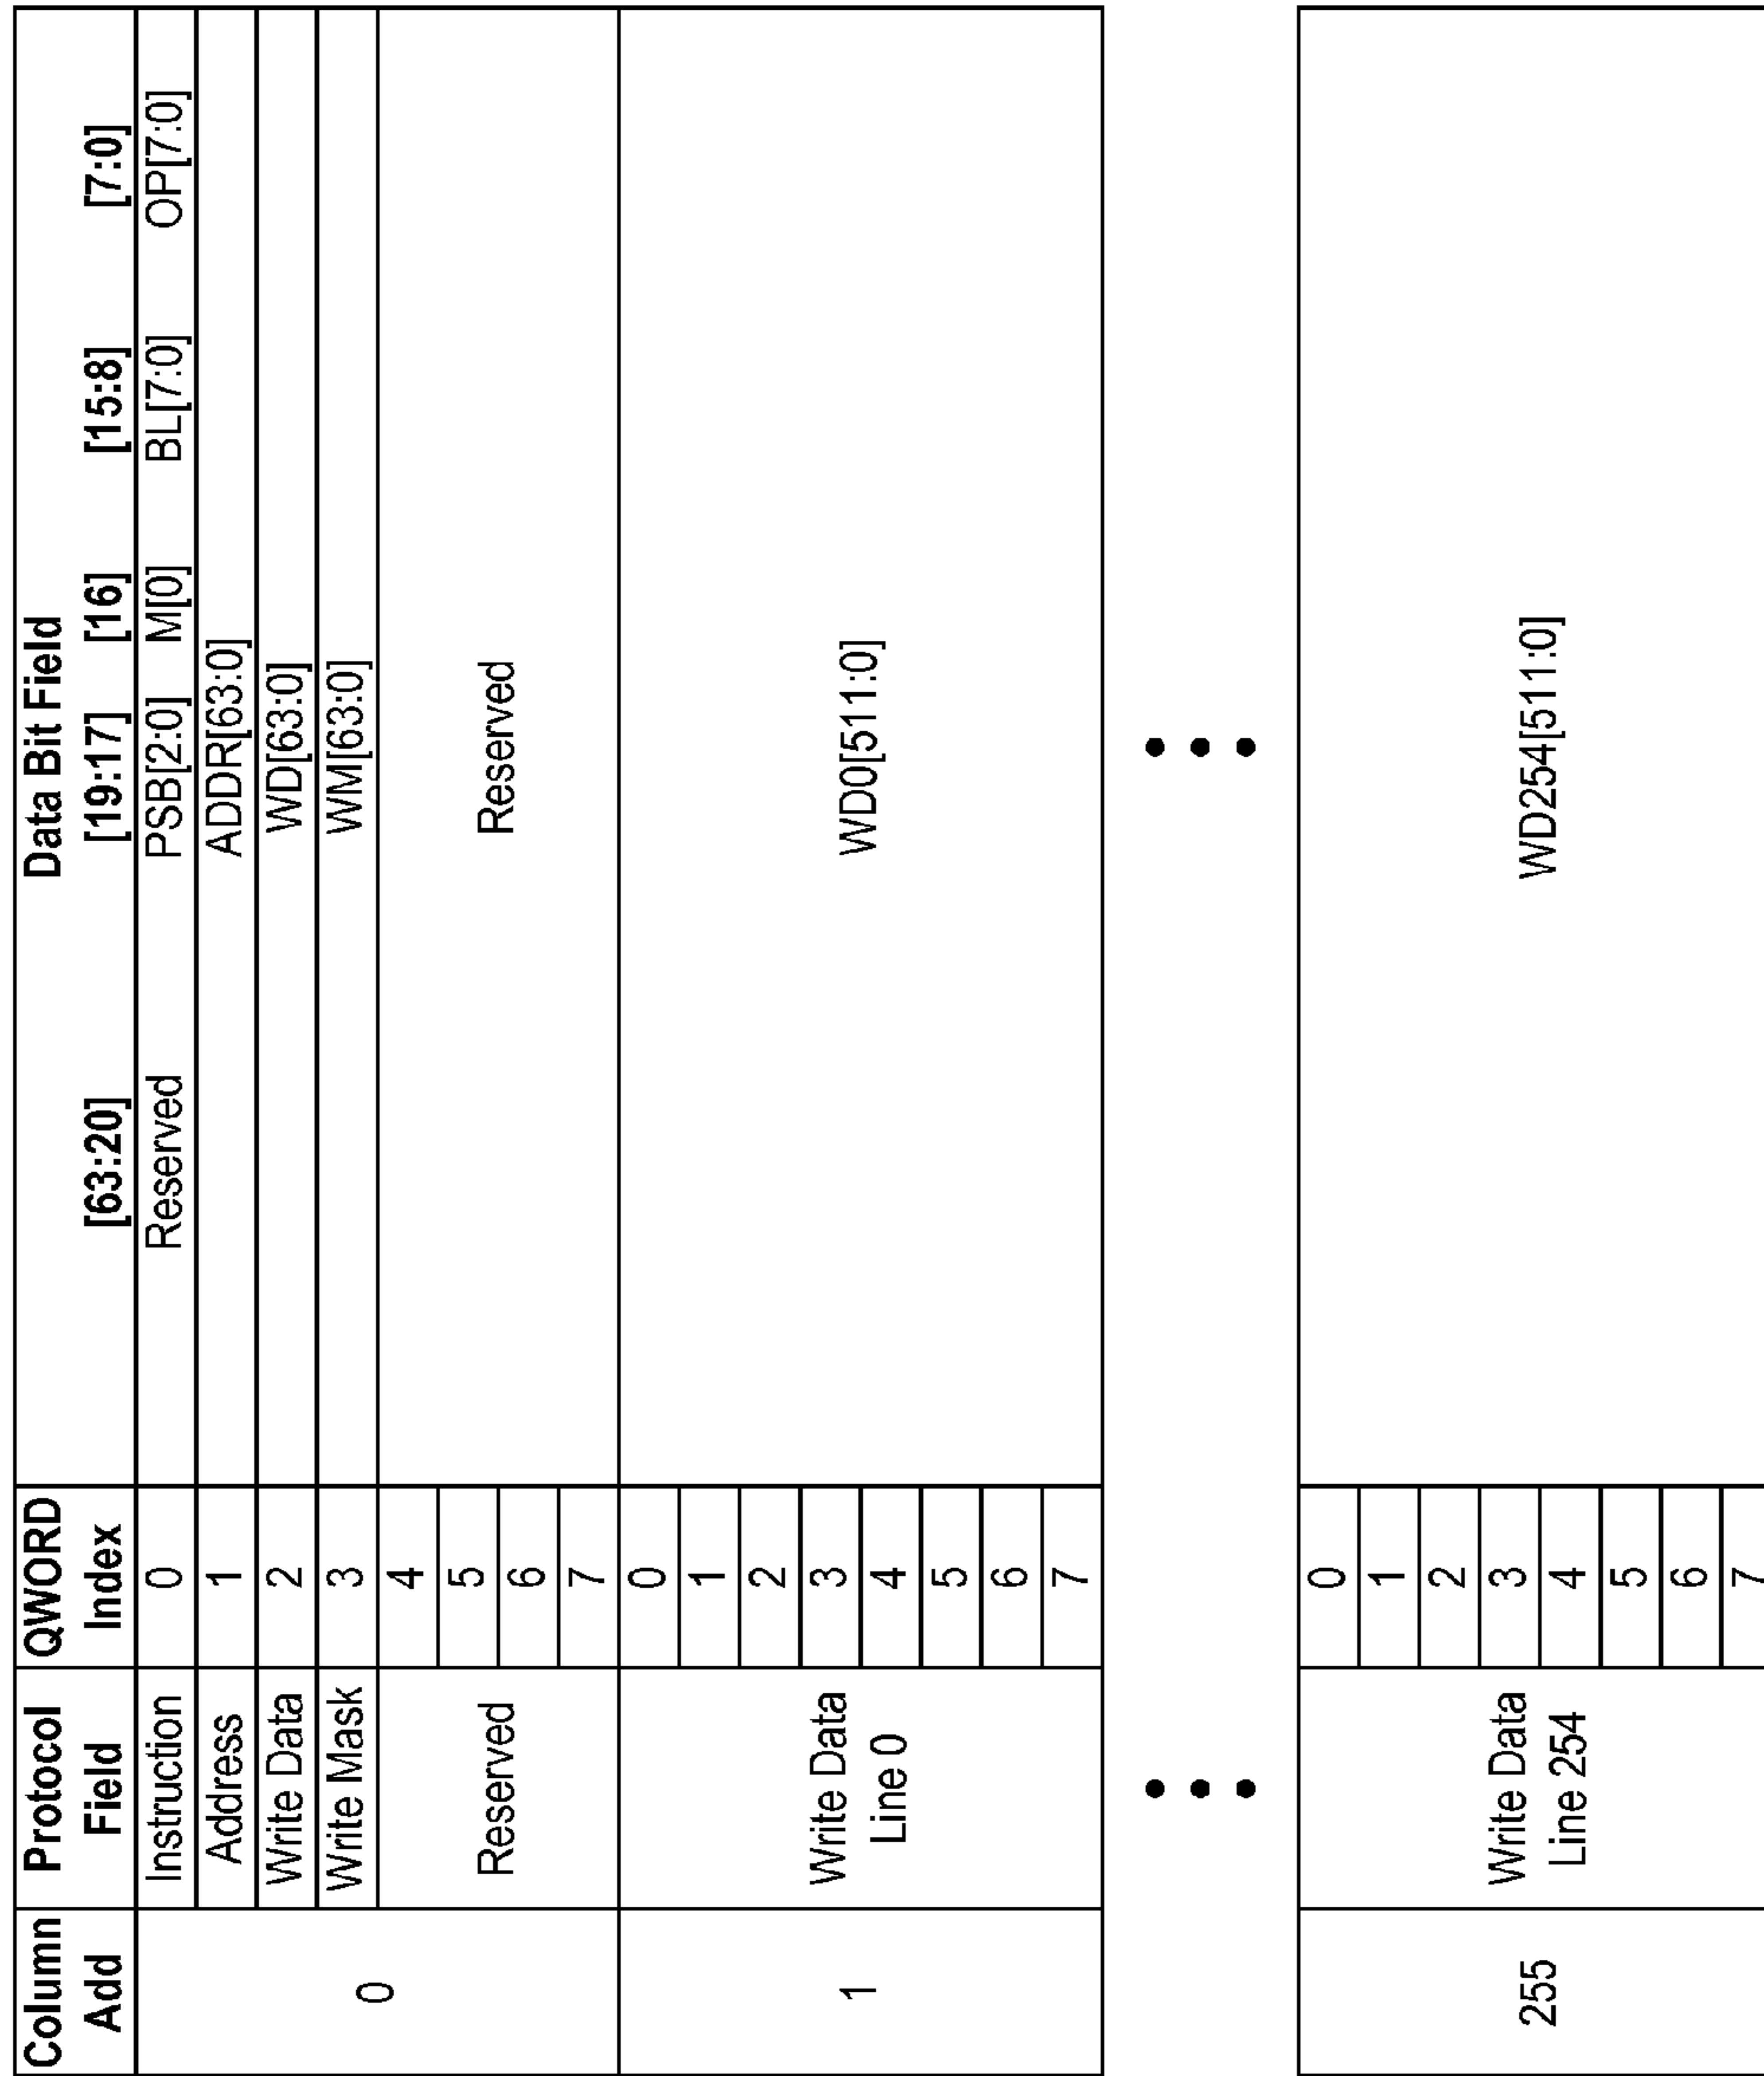 Column Protocol QWORD Data Bit Field
Add Field Index [63:20] [19:17] [16] [15:8] [7:0]
0 Instruction 0 Reserved PSB[2:0] M[0] BL[7:0] OP[7:0]
Address 1 ADDR[63:0]
Write Data 2 WD[63:0]
Write Mask 3 WM[63:0]
Reserved 4 Reserved
5
6
7
1 Write Data 0 WD0[511:0]
Line 0 1
2
3
4
5
6
7
255 Write Data 0 WD254[511:0]
Line 254 1
2
3
4
5
6
7